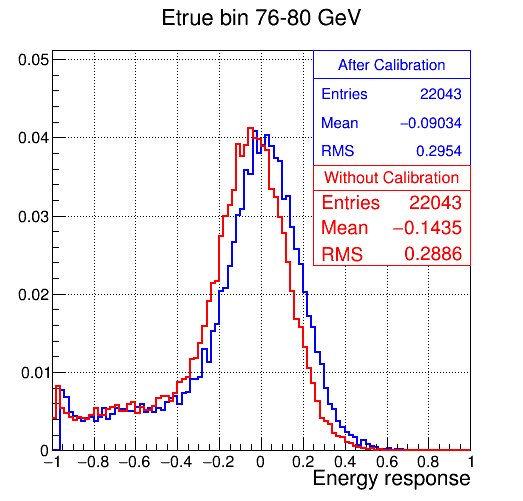 Etrue bin 76-80 GeV
After Calibration
Entries 22043
Mean −0.09034
RMS 0.2954
Without Calibration
Entries 22043
Mean −0.1435
RMS 0.2886
0.05
0.04
0.03
0.02
0.01
0
−1 −0.8 −0.6 −0.4 −0.2 0 0.2 0.4 0.6 0.8 1
Energy response